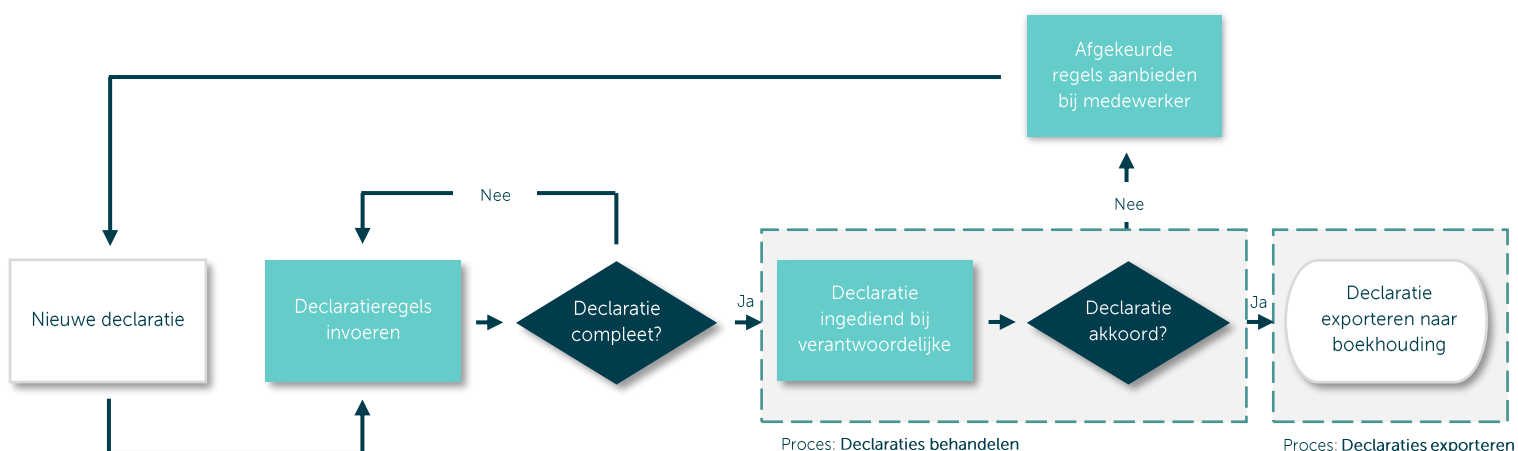 Afgekeurde
regels aanbieden
bij medewerker
Nee
Nee
Nieuwe declaratie
Declaratieregels
invoeren
Declaratie
compleet?
Ja
Declaratie
ingediend bij
verantwoordelijke
Declaratie
akkoord?
Ja
Declaratie
exporteren naar
boekhouding
Proces: Declaraties behandelen
Proces: Declaraties exporteren